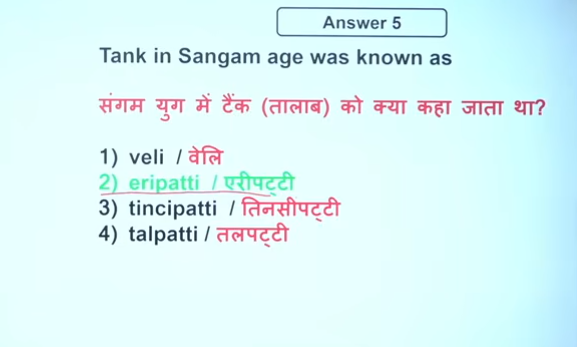 Answer 5
Tank in Sangam age was known as
संगम युग में टैंक (तालाब) को क्या कहा जाता था?
1) veli / वेलि
2) eripatti / एरीपट्टी
3) tincipatti / तिनसीपट्टी
4) talpatti / तलपट्टी